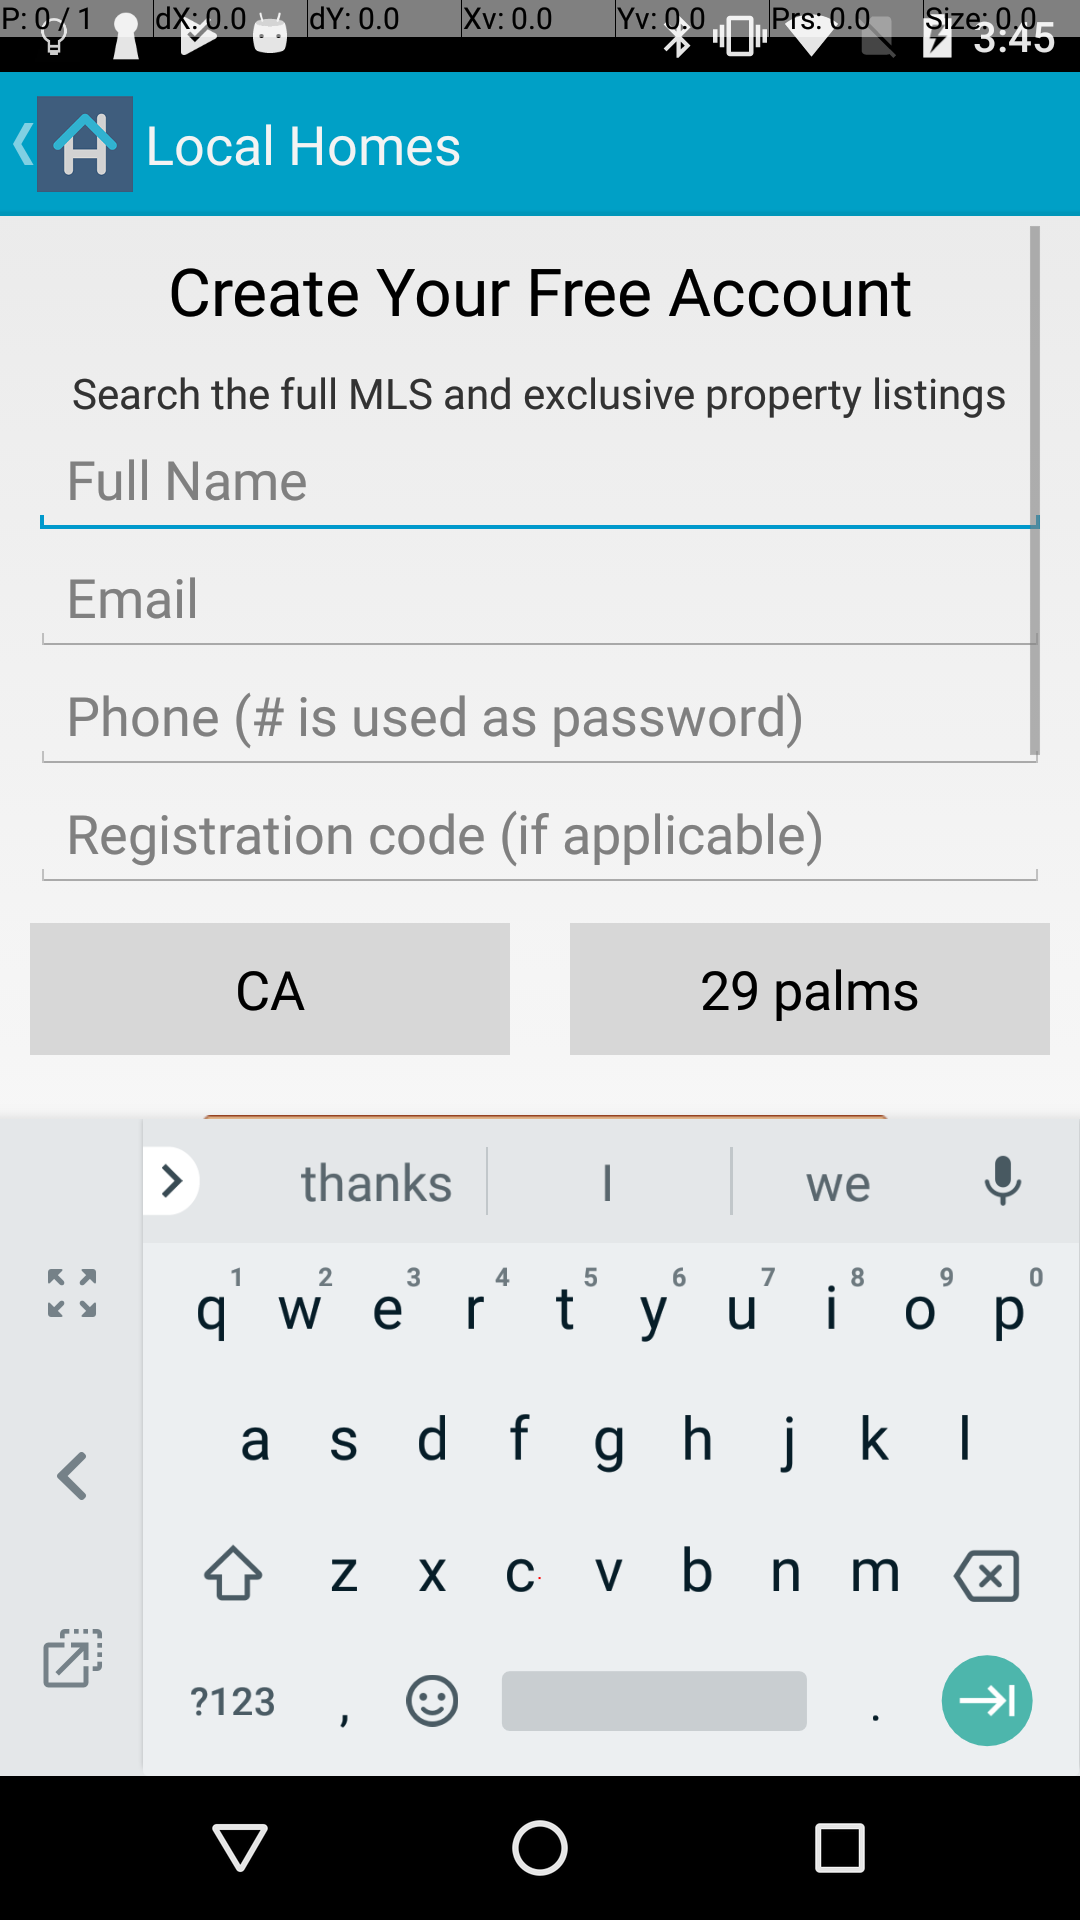 P: 0 / 1 dX: 0.0 dY: 0.0 Xv: 0.0 Yv: 0.0 Prs: 0.0 Size: 0.0
3:45
Local Homes
Create Your Free Account
Search the full MLS and exclusive property listings
Full Name
Email
Phone (# is used as password)
Registration code (if applicable)
CA 29 palms
thanks I we
1 2 3 4 5 6 7 8 9 0
q w e r t y u i o p
a s d f g h j k l
z x c v b n m
?123 , .